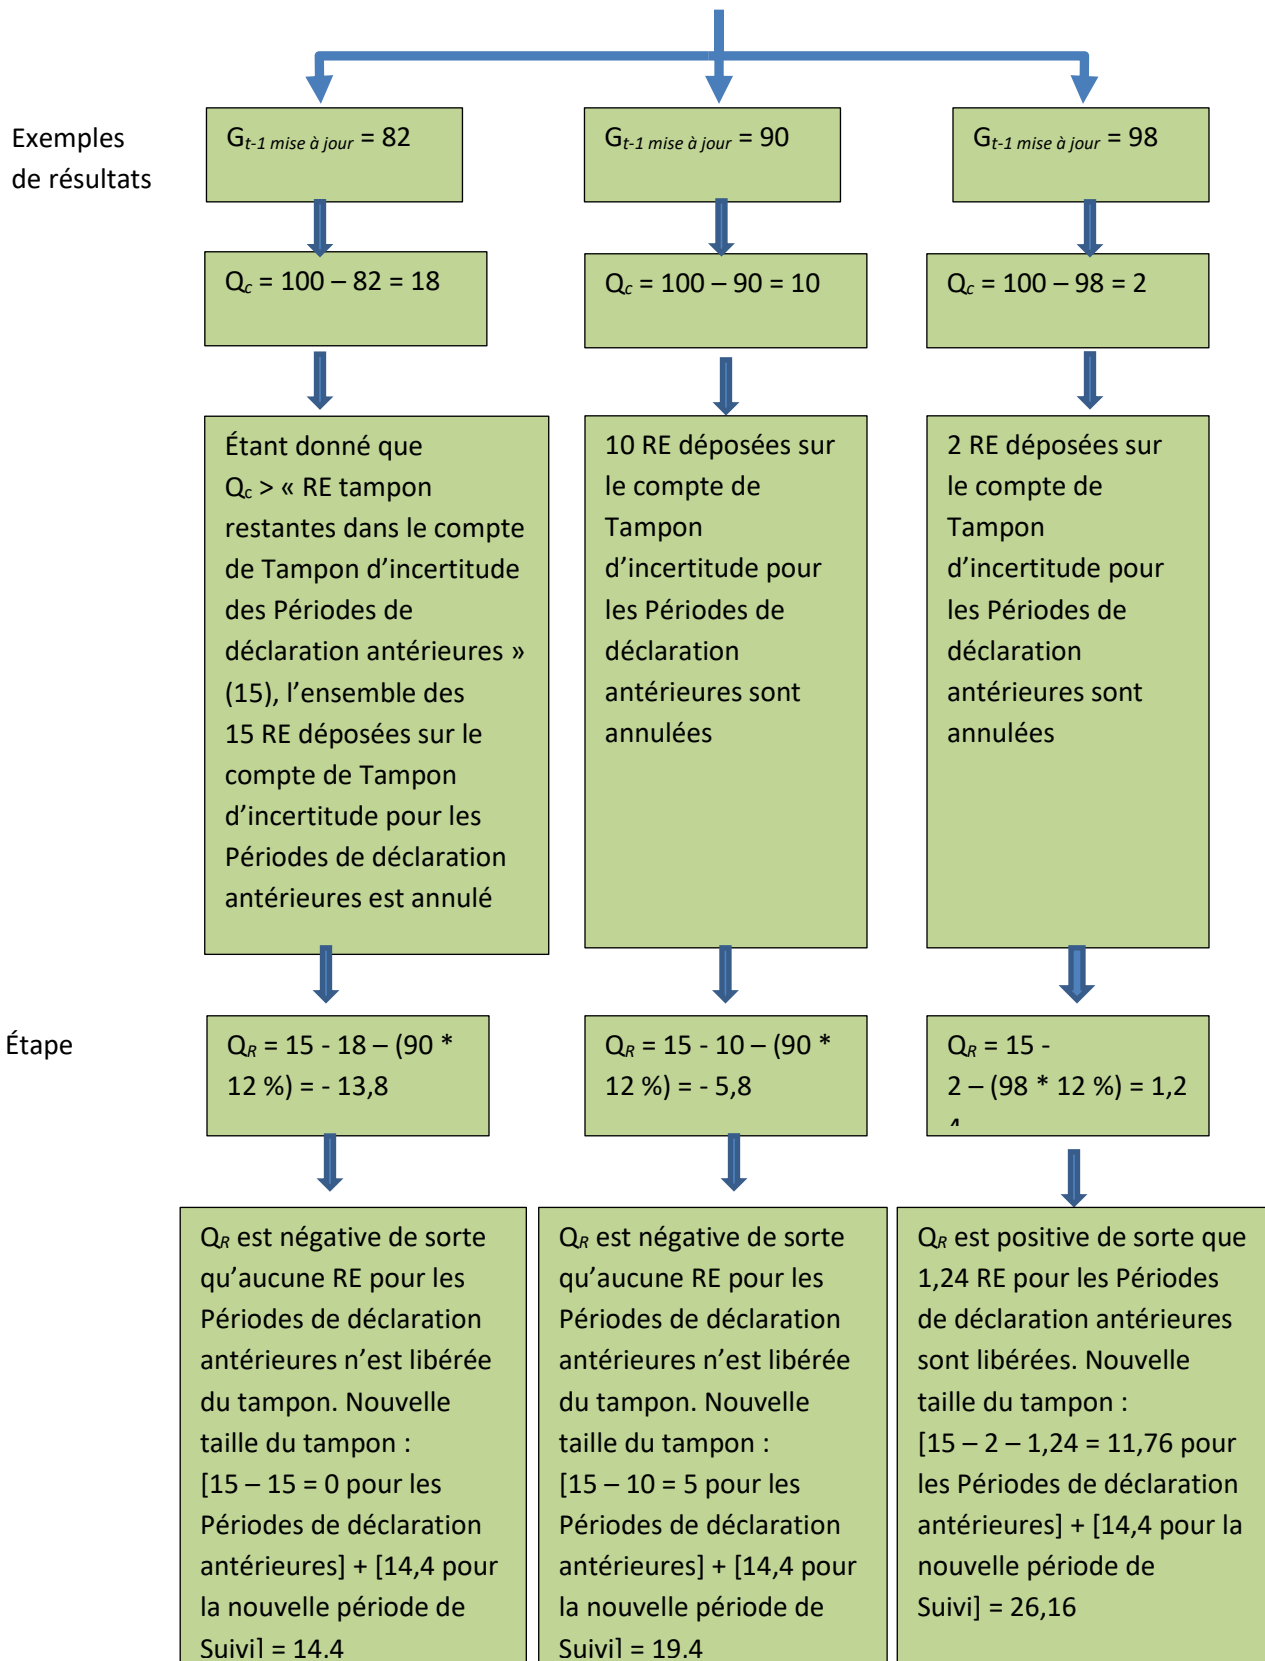 Exemples
de résultats
Gt-1 mise à jour = 82
Gt-1 mise à jour = 90
Gt-1 mise à jour = 98
Qc = 100 – 82 = 18
Qc = 100 – 90 = 10
Qc = 100 – 98 = 2
Étant donné que
Qc > « RE tampon
restantes dans le compte
de Tampon d’incertitude
des Périodes de
déclaration antérieures »
(15), l’ensemble des
15 RE déposées sur le
compte de Tampon
d’incertitude pour les
Périodes de déclaration
antérieures est annulé
10 RE déposées sur
le compte de
Tampon
d’incertitude pour
les Périodes de
déclaration
antérieures sont
annulées
2 RE déposées sur
le compte de
Tampon
d’incertitude pour
les Périodes de
déclaration
antérieures sont
annulées
Étape
QR = 15 - 18 – (90 *
12 %) = - 13,8
QR = 15 - 10 – (90 *
12 %) = - 5,8
QR = 15 -
2 – (98 * 12 %) = 1,2
4
QR est négative de sorte
qu’aucune RE pour les
Périodes de déclaration
antérieures n’est libérée
du tampon. Nouvelle
taille du tampon :
[15 – 15 = 0 pour les
Périodes de déclaration
antérieures] + [14,4 pour
la nouvelle période de
Suivi] = 14.4
QR est négative de sorte
qu’aucune RE pour les
Périodes de déclaration
antérieures n’est libérée
du tampon. Nouvelle
taille du tampon :
[15 – 10 = 5 pour les
Périodes de déclaration
antérieures] + [14,4 pour
la nouvelle période de
Suivi] = 19.4
QR est positive de sorte que
1,24 RE pour les Périodes
de déclaration antérieures
sont libérées. Nouvelle
taille du tampon :
[15 – 2 – 1,24 = 11,76 pour
les Périodes de déclaration
antérieures] + [14,4 pour la
nouvelle période de
Suivi] = 26,16